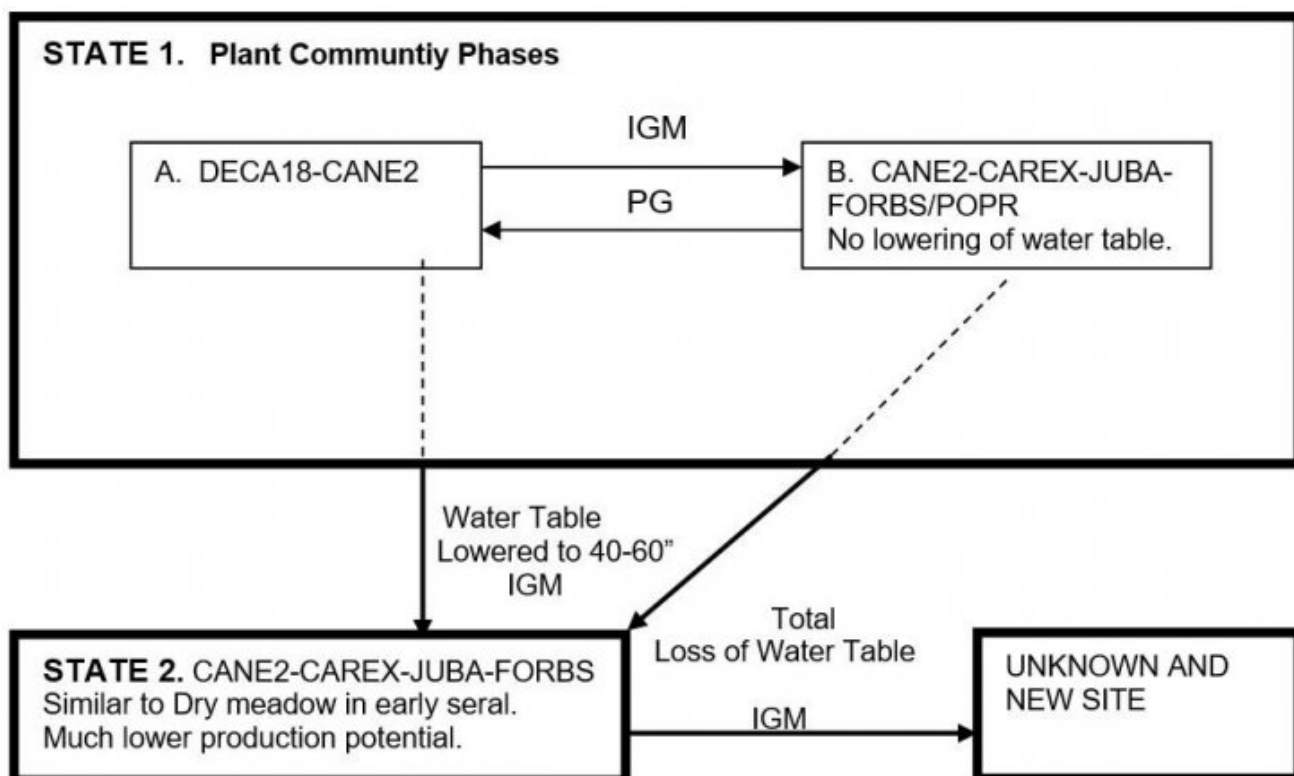 STATE 1. Plant Communtiy Phases
IGM
A. DECA18-CANE2
PG
B. CANE2-CAREX-JUBA-
FORBS/POPR
No lowering of water table.
Water Table
Lowered to 40-60”
IGM
Total
Loss of Water Table
IGM
STATE 2. CANE2-CAREX-JUBA-FORBS
Similar to Dry meadow in early seral.
Much lower production potential.
UNKNOWN AND
NEW SITE